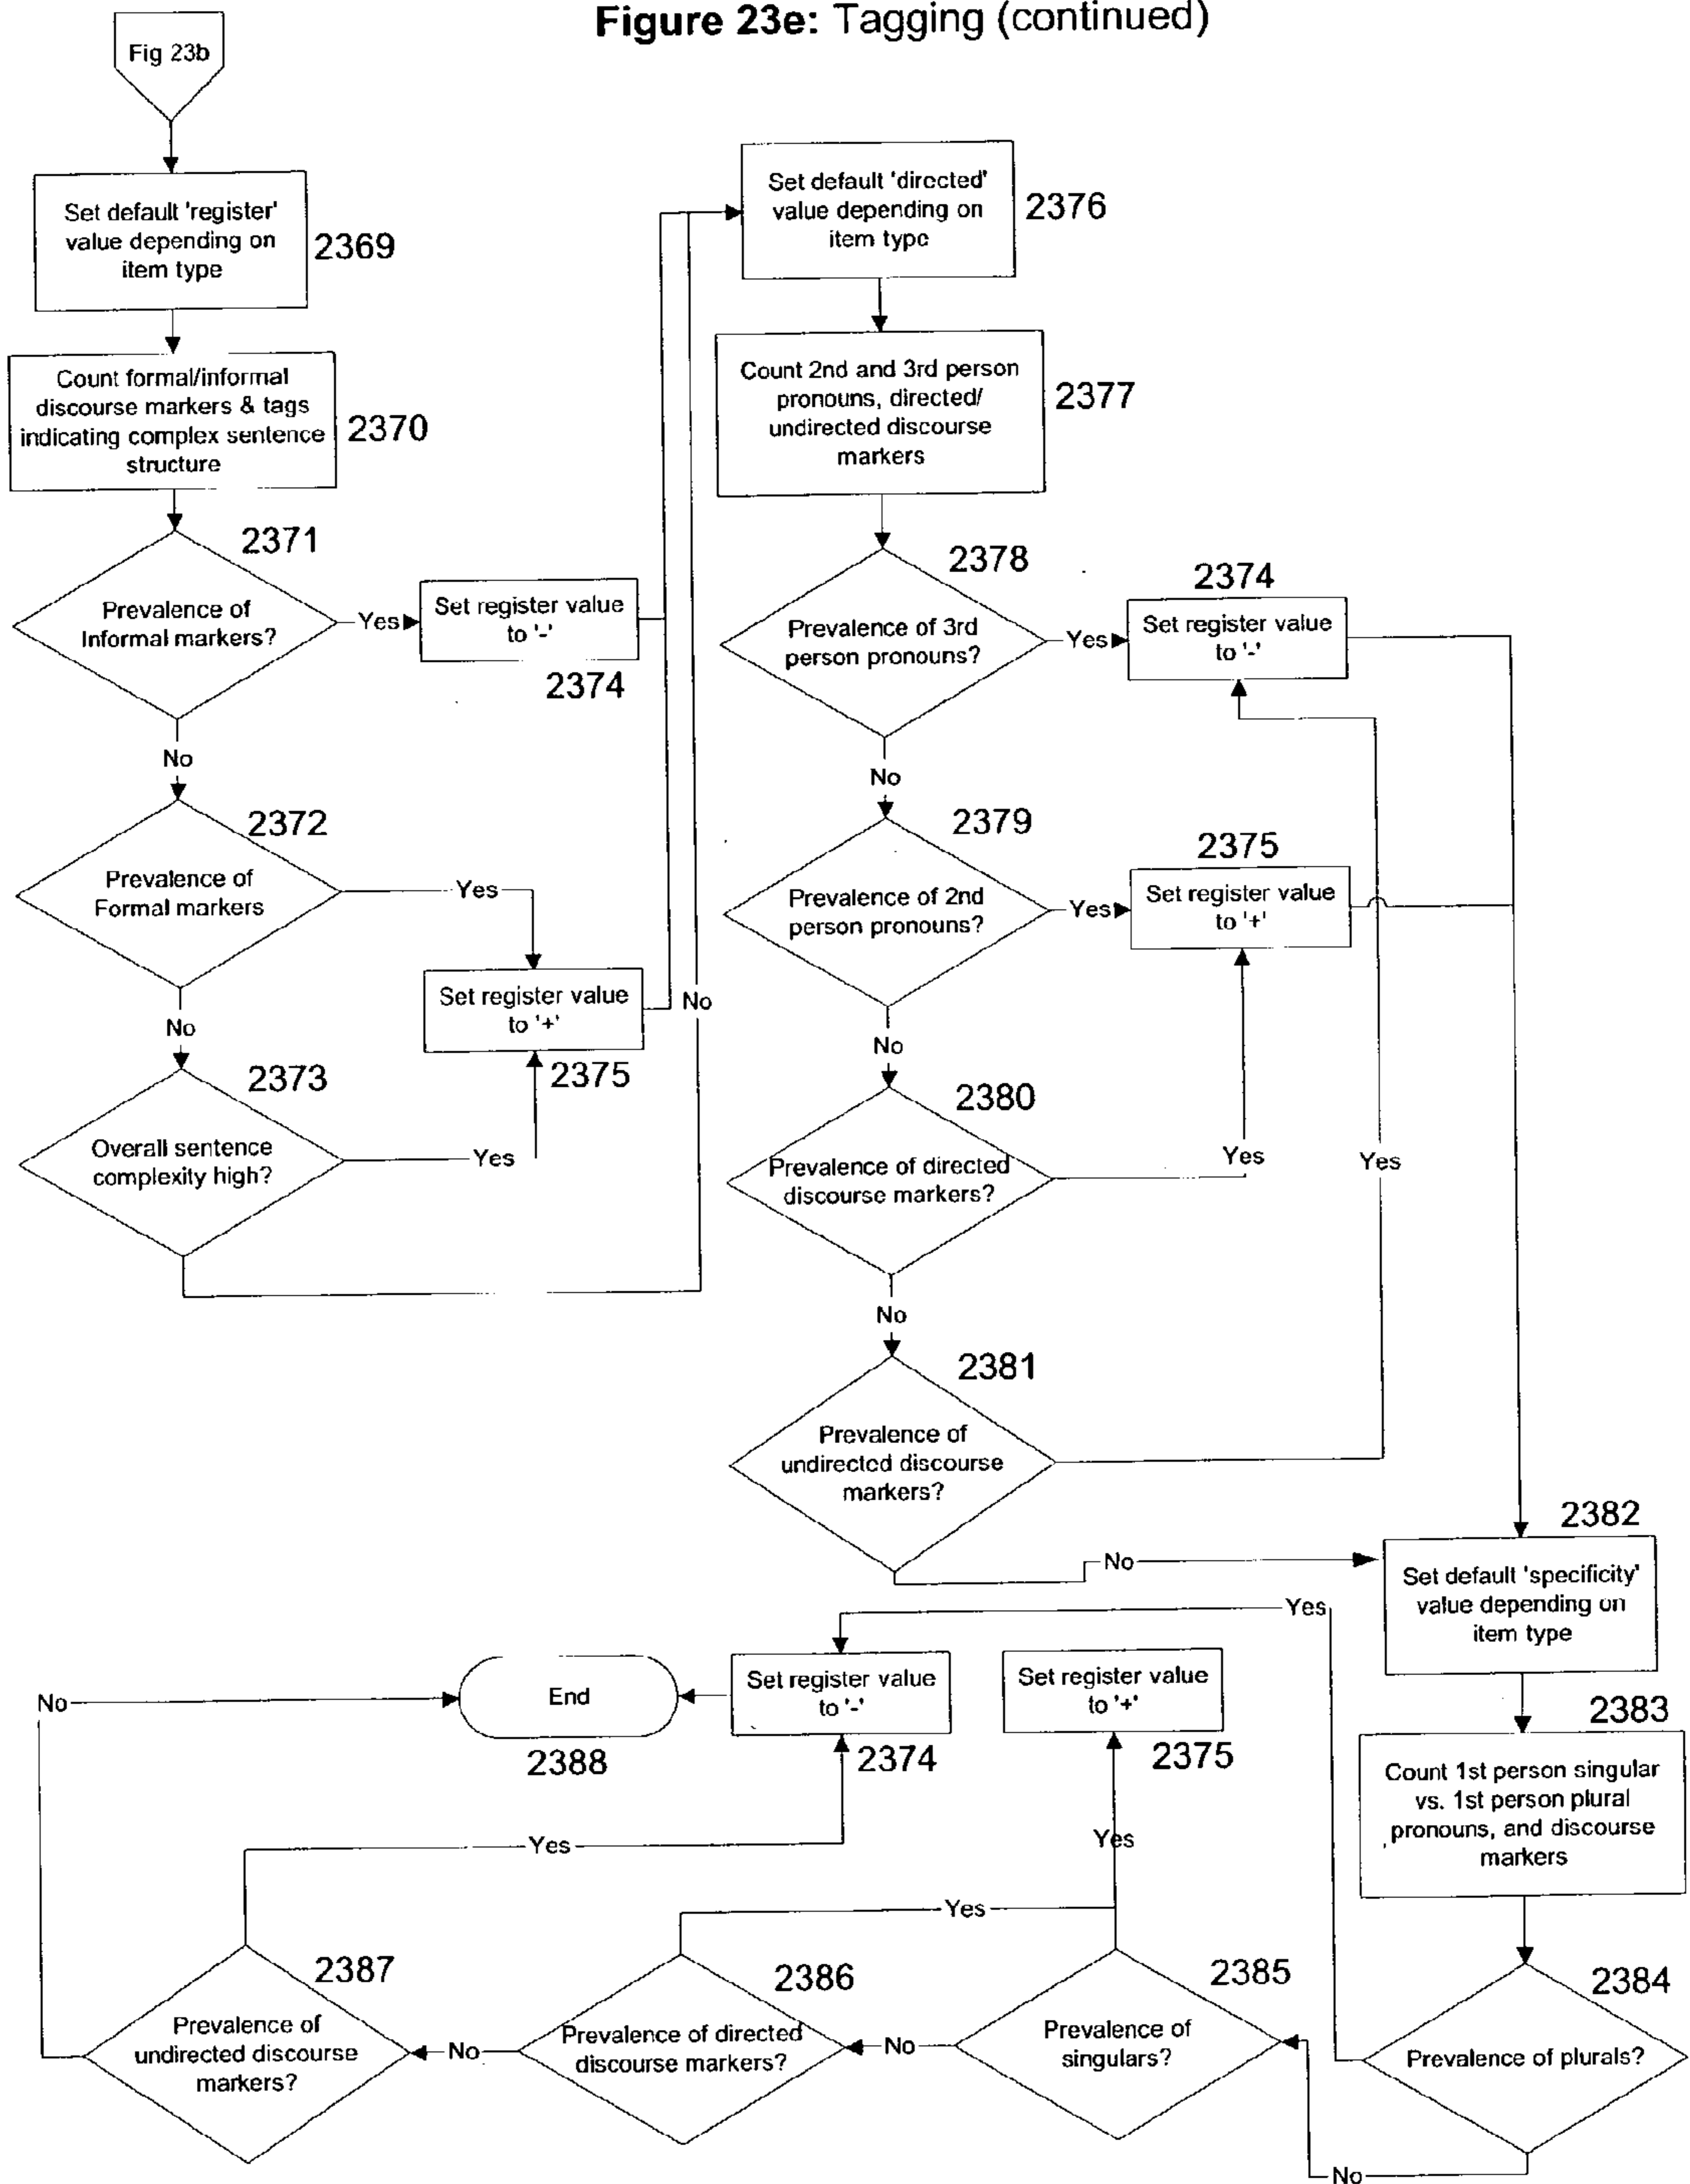 Figure 23e: Tagging (continued)
Fig 23b
Set default 'register'
value depending on
item type
2369
Count formal/informal
discourse markers & tags
indicating complex sentence
structure
2370
2371
Prevalence of
Informal markers?
Yes
Set register value
to '-'
2374
No
2372
Prevalence of
Formal markers
Yes
Set register value
to '+'
2375
No
No
2373
Overall sentence
complexity high?
Yes
Set default 'directed'
value depending on
item type
2376
Count 2nd and 3rd person
pronouns, directed/
undirected discourse
markers
2377
2378
Prevalence of 3rd
person pronouns?
Yes
2374
Set register value
to '-'
No
2379
Prevalence of 2nd
person pronouns?
Yes
2375
Set register value
to '+'
No
2380
Prevalence of directed
discourse markers?
Yes
Yes
No
2381
Prevalence of
undirected discourse
markers?
No
2382
Set default 'specificity'
value depending on
item type
2383
Count 1st person singular
vs. 1st person plural
pronouns, and discourse
markers
2384
Prevalence of plurals?
Yes
No
2385
Prevalence of
singulars?
Yes
Set register value
to '+'
2375
No
2386
Prevalence of directed
discourse markers?
Yes
No
2387
Prevalence of
undirected discourse
markers?
Yes
Set register value
to '-'
2374
No
End
2388